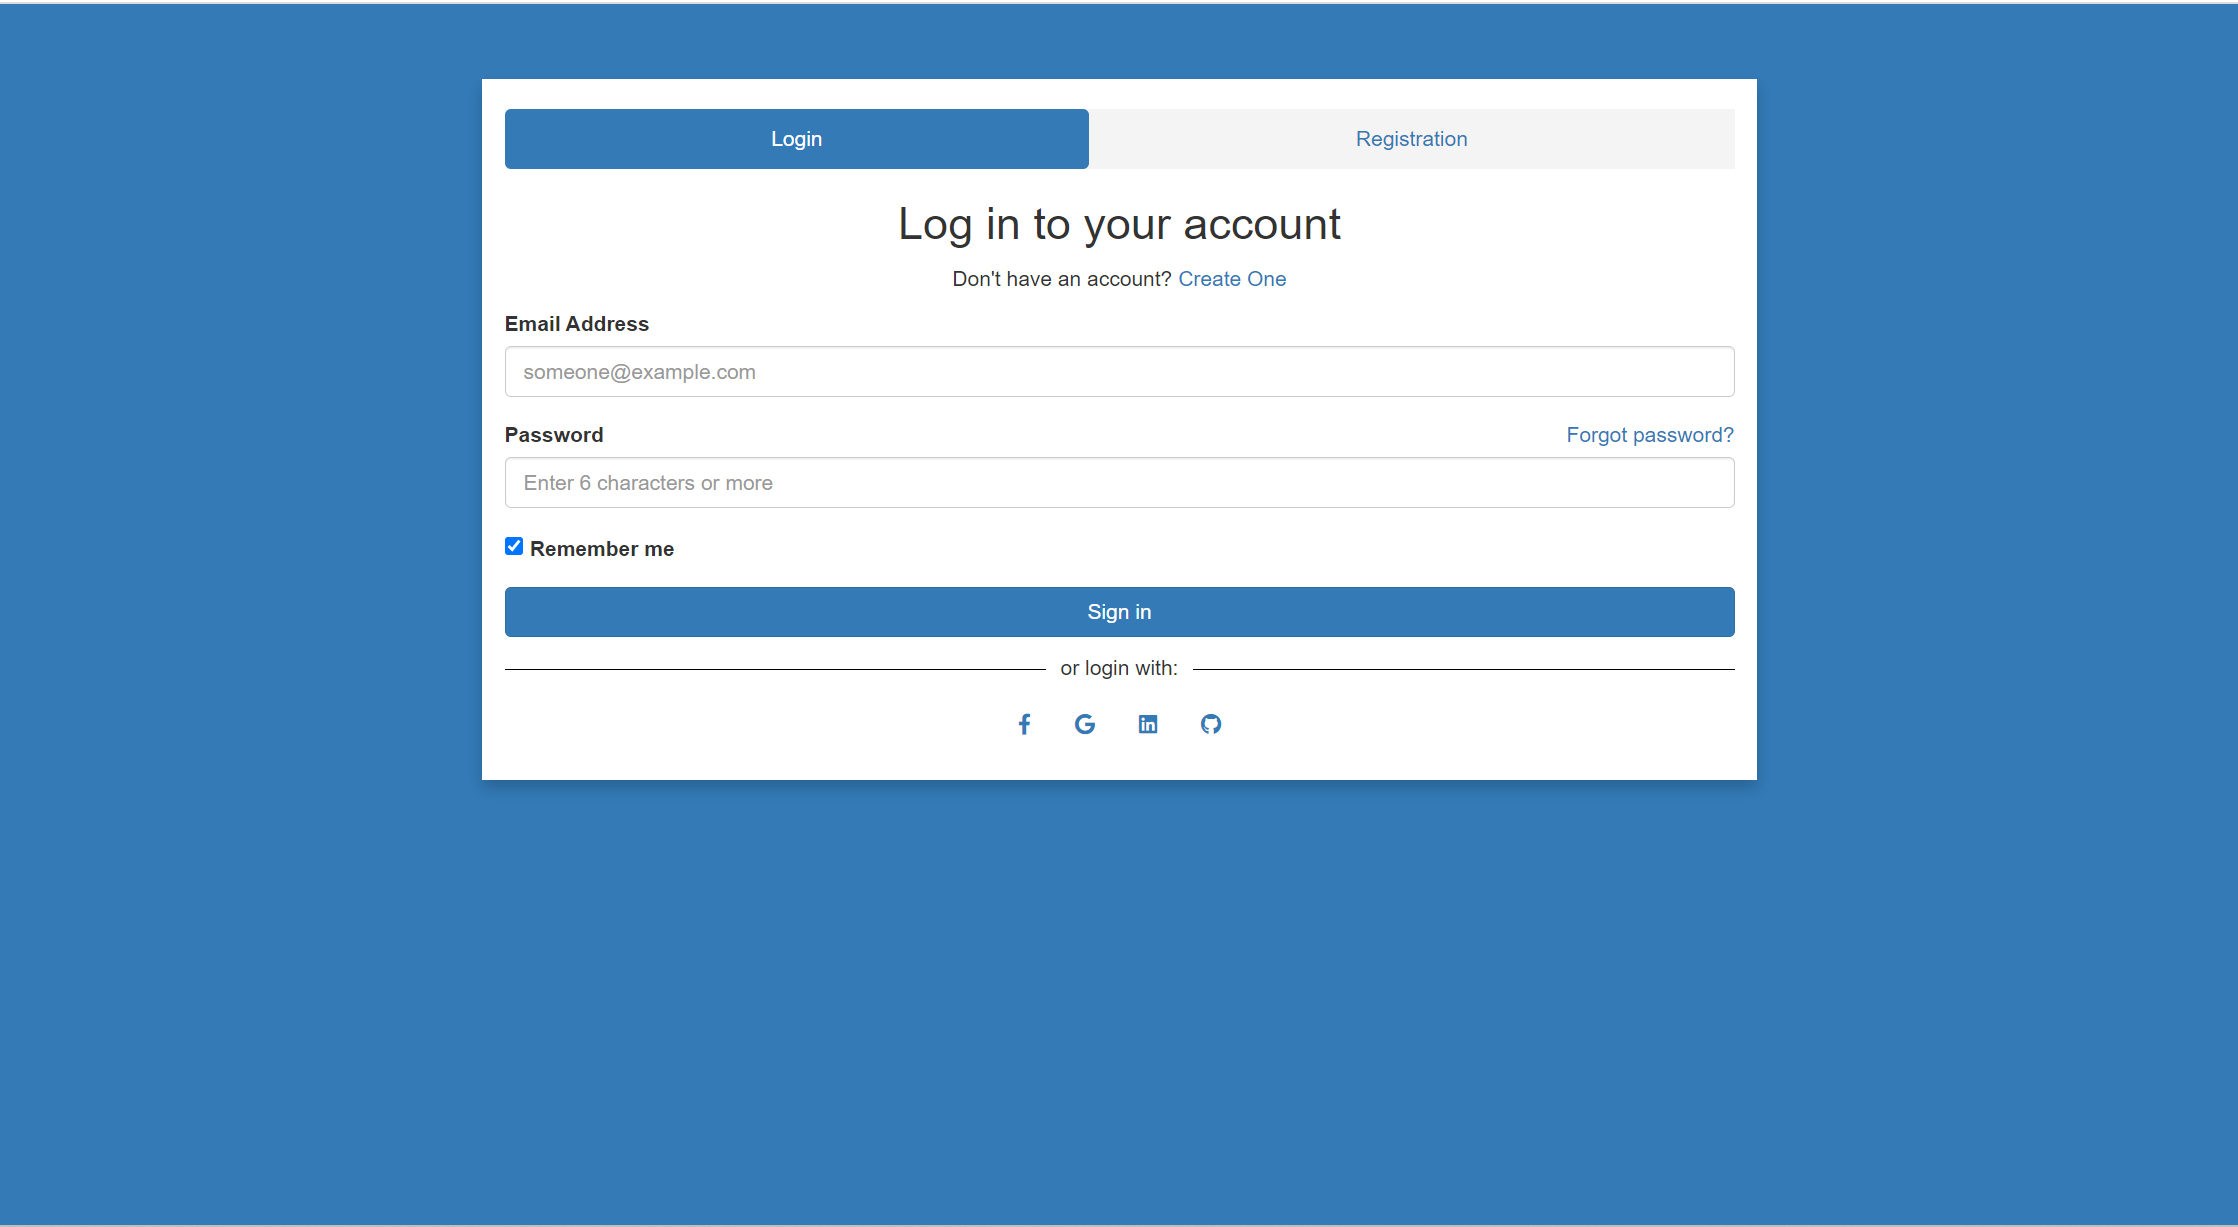 Login
Registration
Log in to your account
Don't have an account? Create One
Email Address
someone@example.com
Password
Forgot password?
Enter 6 characters or more
Remember me
Sign in
or login with: